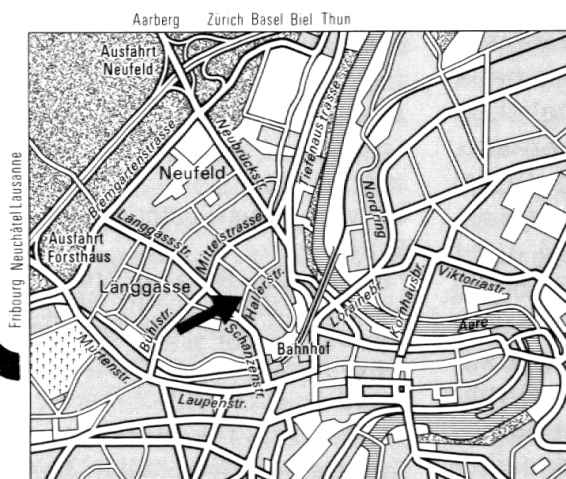 Aarberg Zürich Basel Biel Thun
Ausfahrt
Neufeld
Fribourg Neuchâtel Lausanne
Bremgartenstrasse
Neubrückstr.
Tiefenaustrasse
Neufeld
Nordring
Länggassstr.
Mittelstrasse
Ausfahrt
Forsthaus
Länggasse
Hallerstr.
Viktoriastr.
Lorrainebr.
Kornhausbr.
Aare
Bühlstr.
Schanzenstr.
Bahnhof
Murtenstr.
Laupenstr.